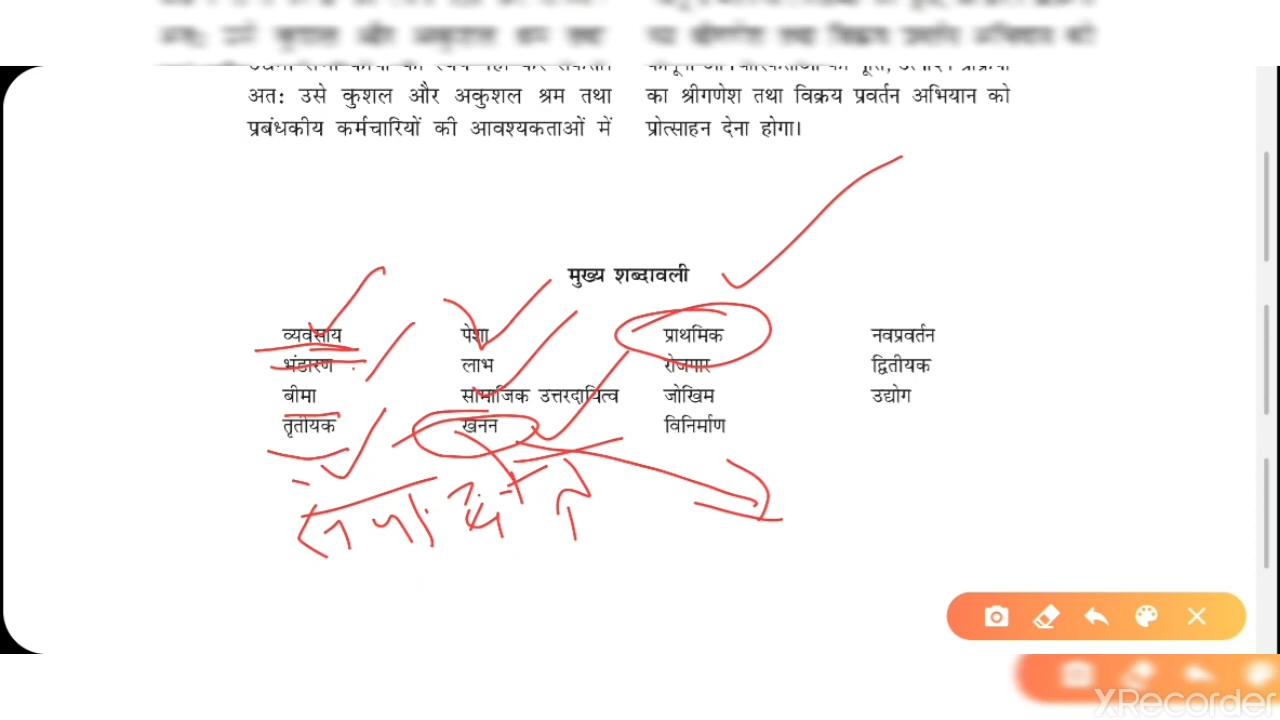 अतः उसे कुशल और अकुशल श्रम तथा
प्रबंधकीय कर्मचारियों की आवश्यकताओं में
का श्रीगणेश तथा विक्रय प्रवर्तन अभियान को
प्रोत्साहन देना होगा।
मुख्य शब्दावली
व्यवसाय पेशा प्राथमिक नवप्रवर्तन
भंडारण लाभ रोजगार द्वितीयक
बीमा सामाजिक उत्तरदायित्व जोखिम उद्योग
तृतीयक खनन विनिर्माण
XRecorder